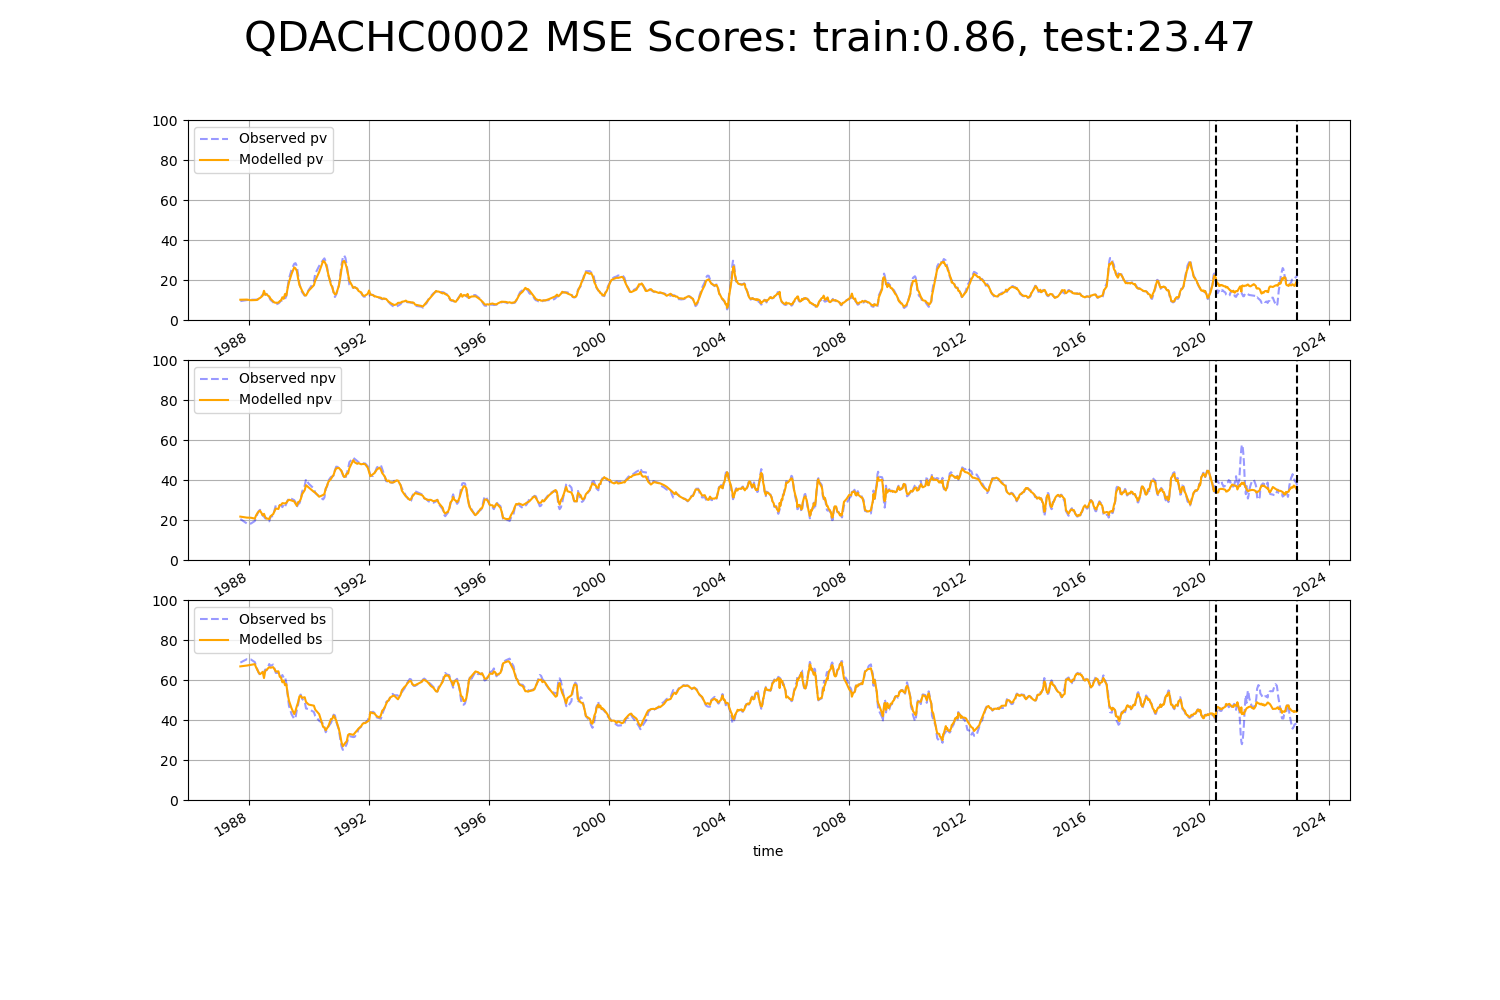 QDACHC0002 MSE Scores: train:0.86, test:23.47
100
80
60
40
20
0
Observed pv
Modelled pv
1988 1992 1996 2000 2004 2008 2012 2016 2020 2024
100
80
60
40
20
0
Observed npv
Modelled npv
1988 1992 1996 2000 2004 2008 2012 2016 2020 2024
100
80
60
40
20
0
Observed bs
Modelled bs
1988 1992 1996 2000 2004 2008 2012 2016 2020 2024
time